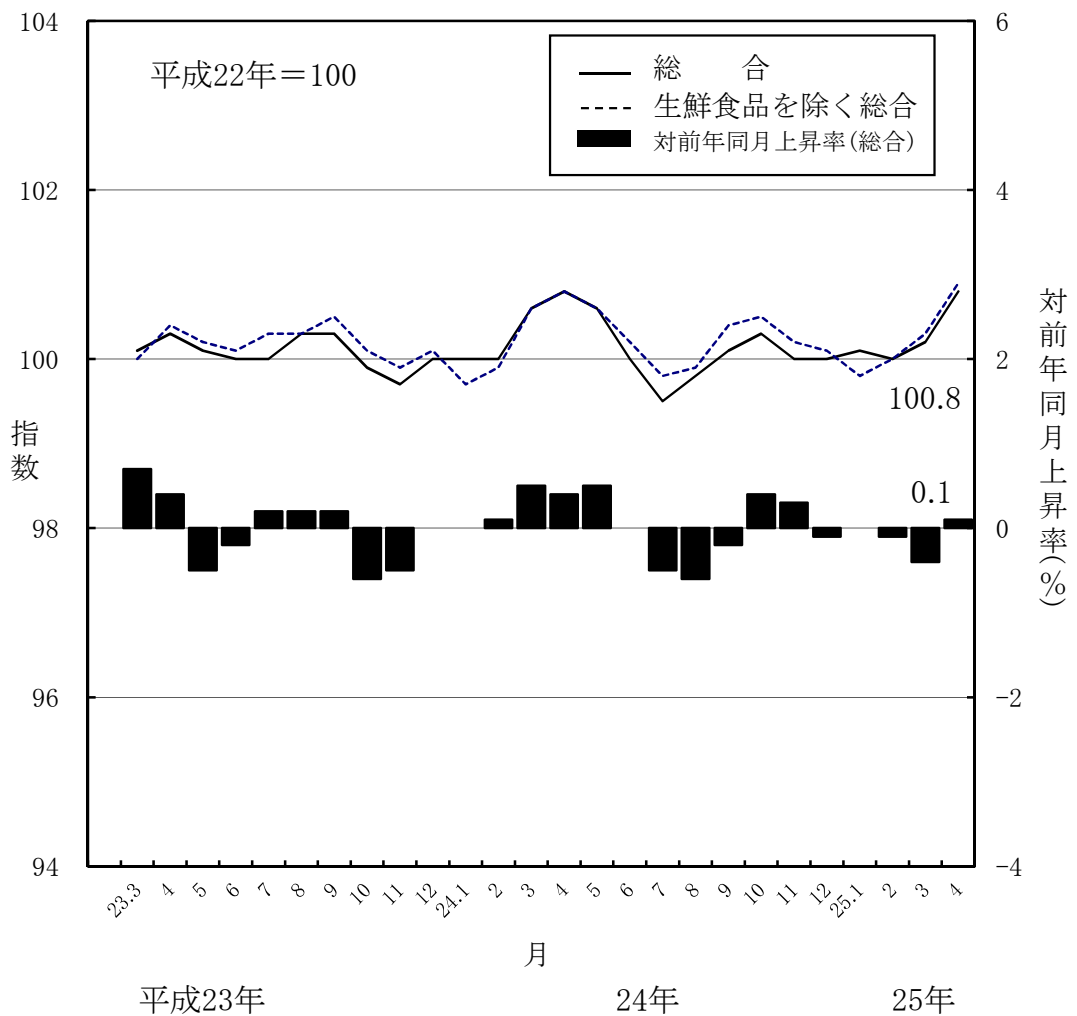 平成22年＝100
総　　合
生鮮食品を除く総合
対前年同月上昇率(総合)
104
102
100
98
96
94
指数
6
4
2
0
-2
-4
対前年同月上昇率(%)
100.8
0.1
23.3 4 5 6 7 8 9 10 11 12 24.1 2 3 4 5 6 7 8 9 10 11 12 25.1 2 3 4
月
平成23年 24年 25年